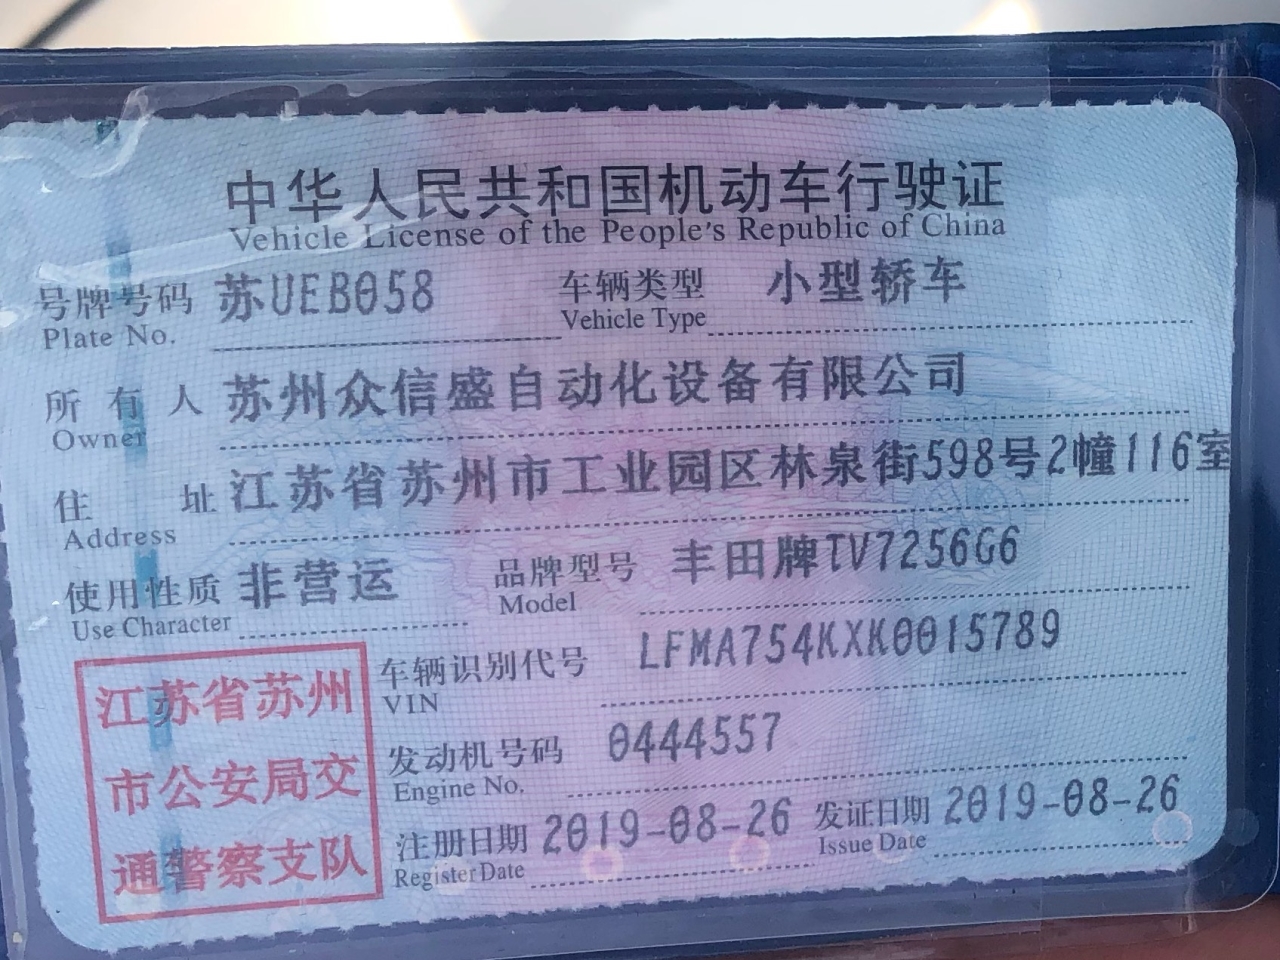 中华人民共和国机动车行驶证
Vehicle License of the People's Republic of China
号牌号码 苏UEB058 车辆类型 小型轿车
Plate No. Vehicle Type
所有人 苏州众信盛自动化设备有限公司
Owner
住址 江苏省苏州市工业园区林泉街598号2幢116室
Address
使用性质 非营运 品牌型号 丰田牌TV7256G6
Use Character Model
车辆识别代号 LFMA754KXK0015789
VIN
发动机号码 0444557
Engine No.
注册日期 2019-08-26 发证日期 2019-08-26
Register Date Issue Date
江苏省苏州
市公安局交
通警察支队